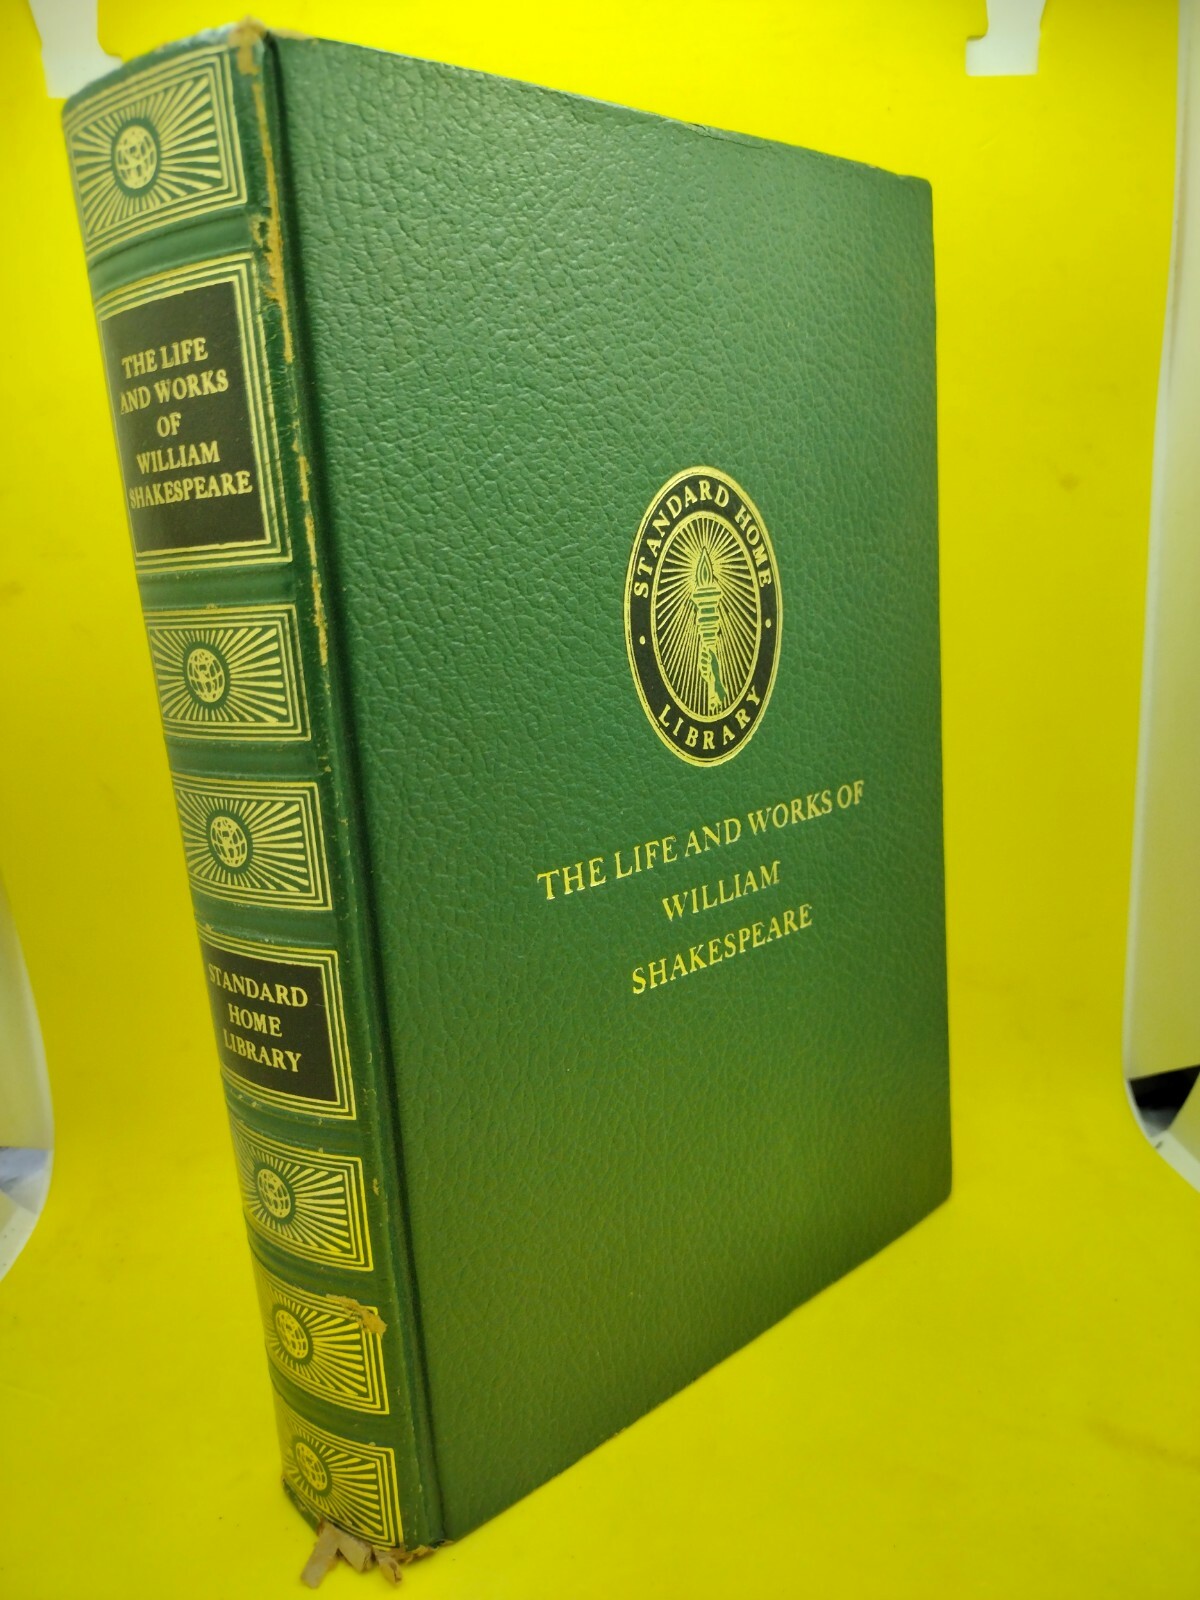 THE LIFE
AND WORKS
OF
WILLIAM
SHAKESPEARE
STANDARD
HOME
LIBRARY
STANDARD HOME
LIBRARY
THE LIFE AND WORKS OF
WILLIAM
SHAKESPEARE